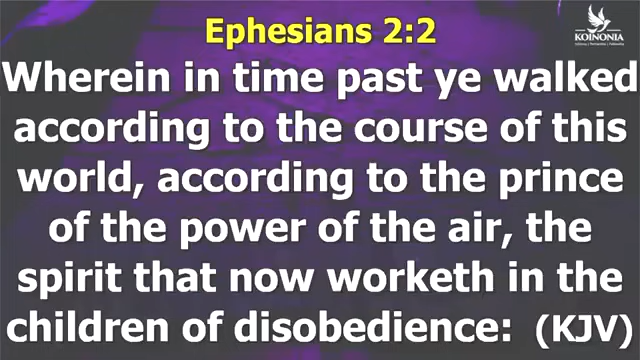 Ephesians 2:2
KOINONIA
Wherein in time past ye walked
according to the course of this
world, according to the prince
of the power of the air, the
spirit that now worketh in the
children of disobedience: (KJV)